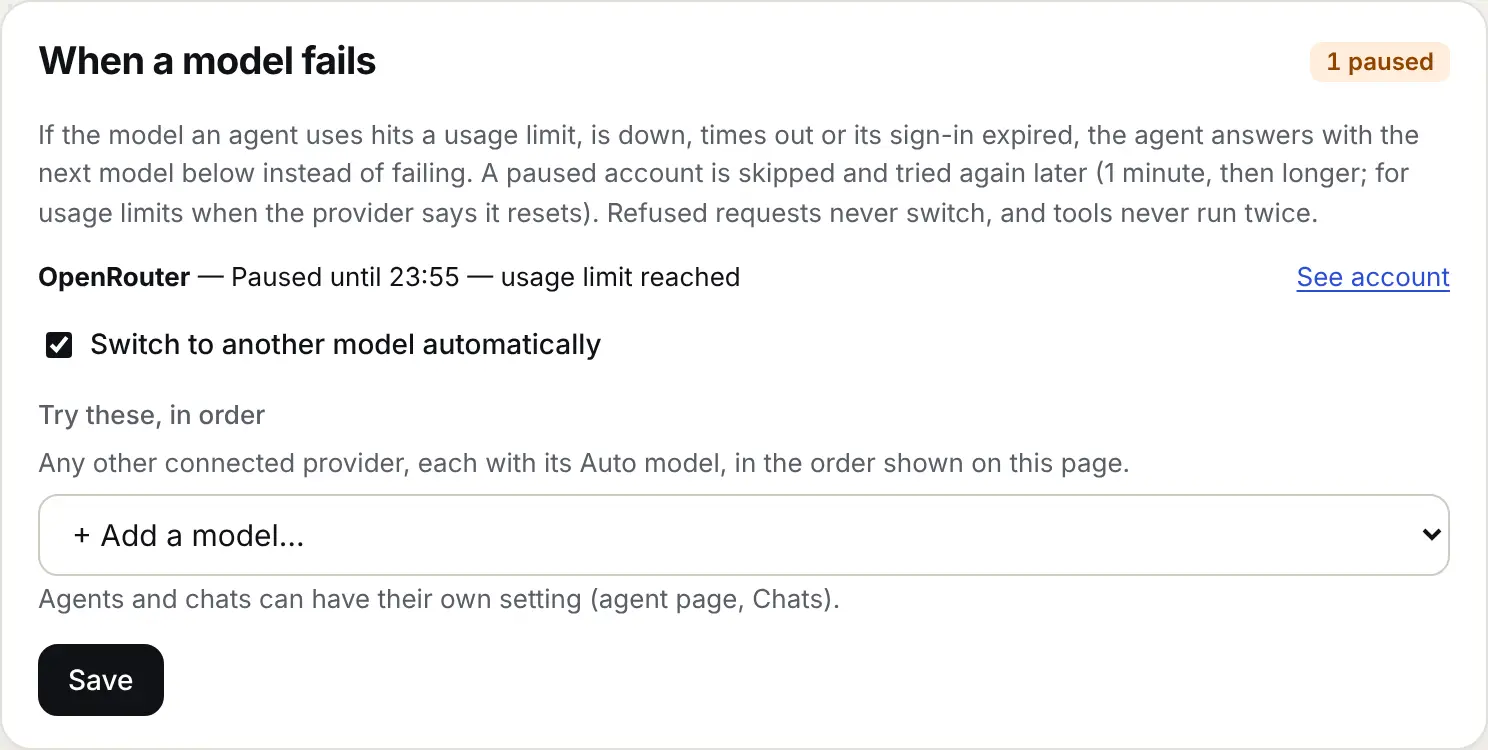 When a model fails
1 paused
If the model an agent uses hits a usage limit, is down, times out or its sign-in expired, the agent answers with the
next model below instead of failing. A paused account is skipped and tried again later (1 minute, then longer; for
usage limits when the provider says it resets). Refused requests never switch, and tools never run twice.
OpenRouter — Paused until 23:55 — usage limit reached
See account
Switch to another model automatically
Try these, in order
Any other connected provider, each with its Auto model, in the order shown on this page.
+ Add a model...
Agents and chats can have their own setting (agent page, Chats).
Save